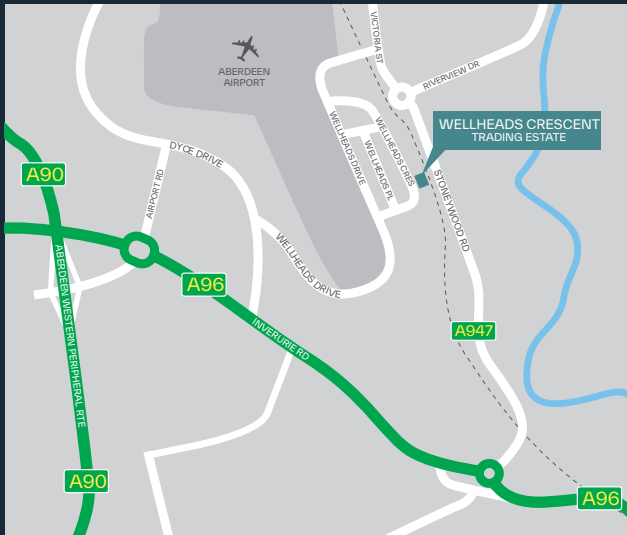 VICTORIA ST
ABERDEEN
AIRPORT
RIVERVIEW DR
WELLHEADS CRESCENT
TRADING ESTATE
WELLHEADS DRIVE
WELLHEADS PL
WELLHEADS CRES
DYCE DRIVE
A90
AIRPORT RD
STONEYWOOD RD
WELLHEADS DRIVE
ABERDEEN WESTERN PERIPHERAL RTE
A96
INVERURIE RD
A947
A90
A96